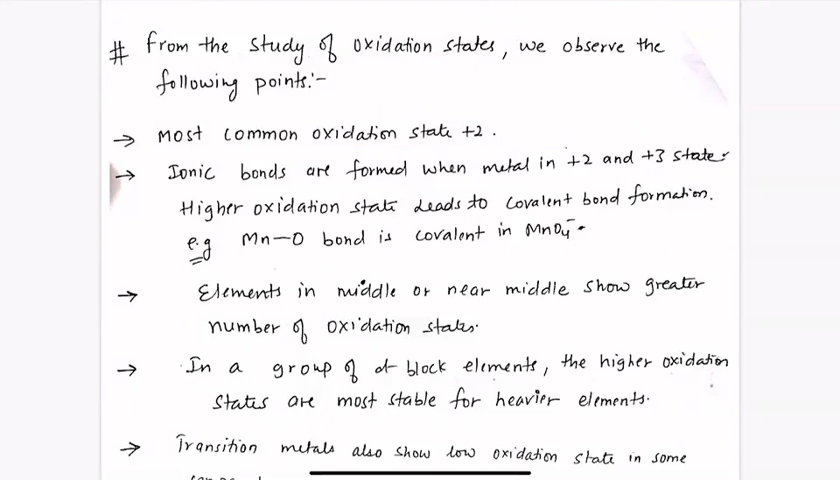 # From the study of oxidation states, we observe the
following points:-
→ Most common oxidation state +2.
→ Ionic bonds are formed when metal in +2 and +3 state.
Higher oxidation state leads to covalent bond formation.
e.g Mn—O bond is covalent in MnO₄⁻.
→ Elements in middle or near middle show greater
number of oxidation states.
→ In a group of d-block elements, the higher oxidation
states are most stable for heavier elements.
→ Transition metals also show low oxidation state in some